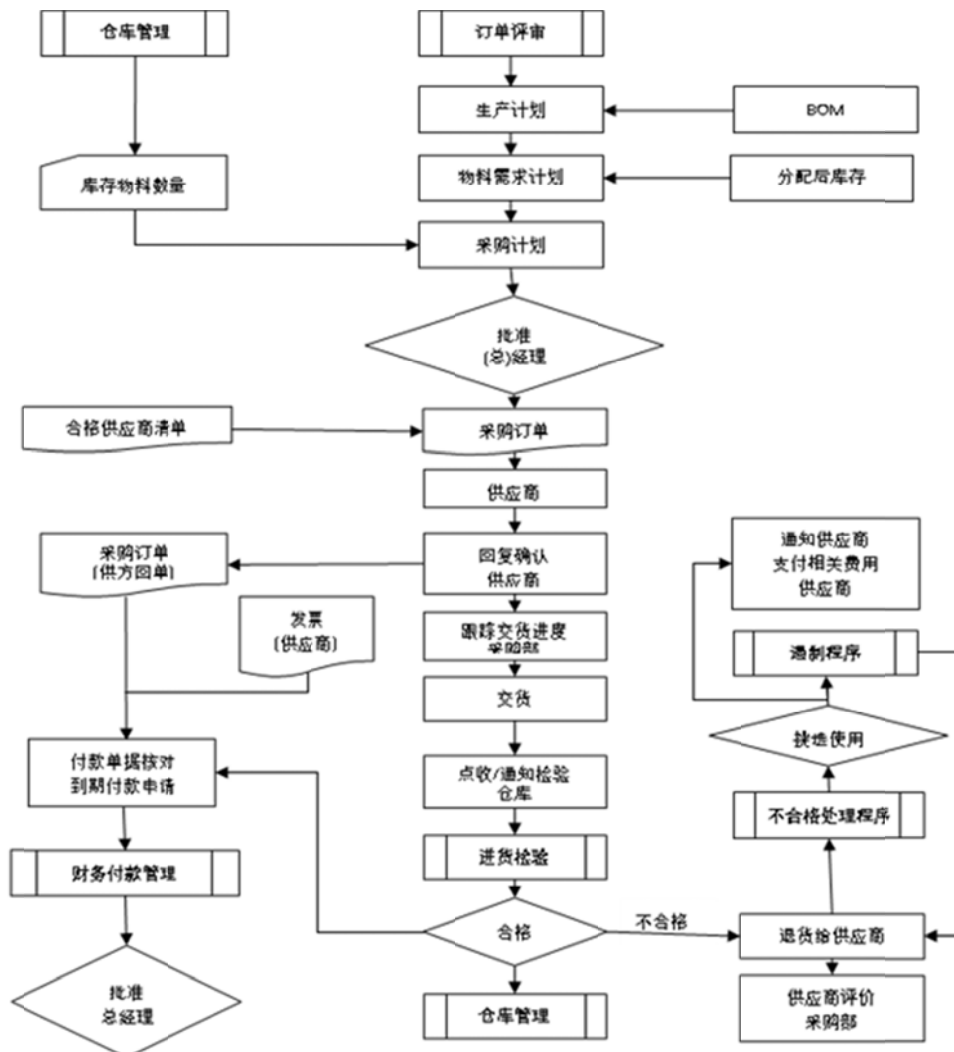 仓库管理
订单评审
生产计划
BOM
库存物料数量
物料需求计划
分配后库存
采购计划
批准
(总)经理
合格供应商清单
采购订单
供应商
采购订单
(供方回单)
回复确认
供应商
通知供应商
支付相关费用
供应商
发票
(供应商)
跟踪交货进度
采购部
交货
付款单据核对
到期付款申请
点收/通知检验
仓库
不合格处理程序
进货检验
财务付款管理
合格
不合格
退货给供应商
批准
总经理
仓库管理
供应商评价
采购部